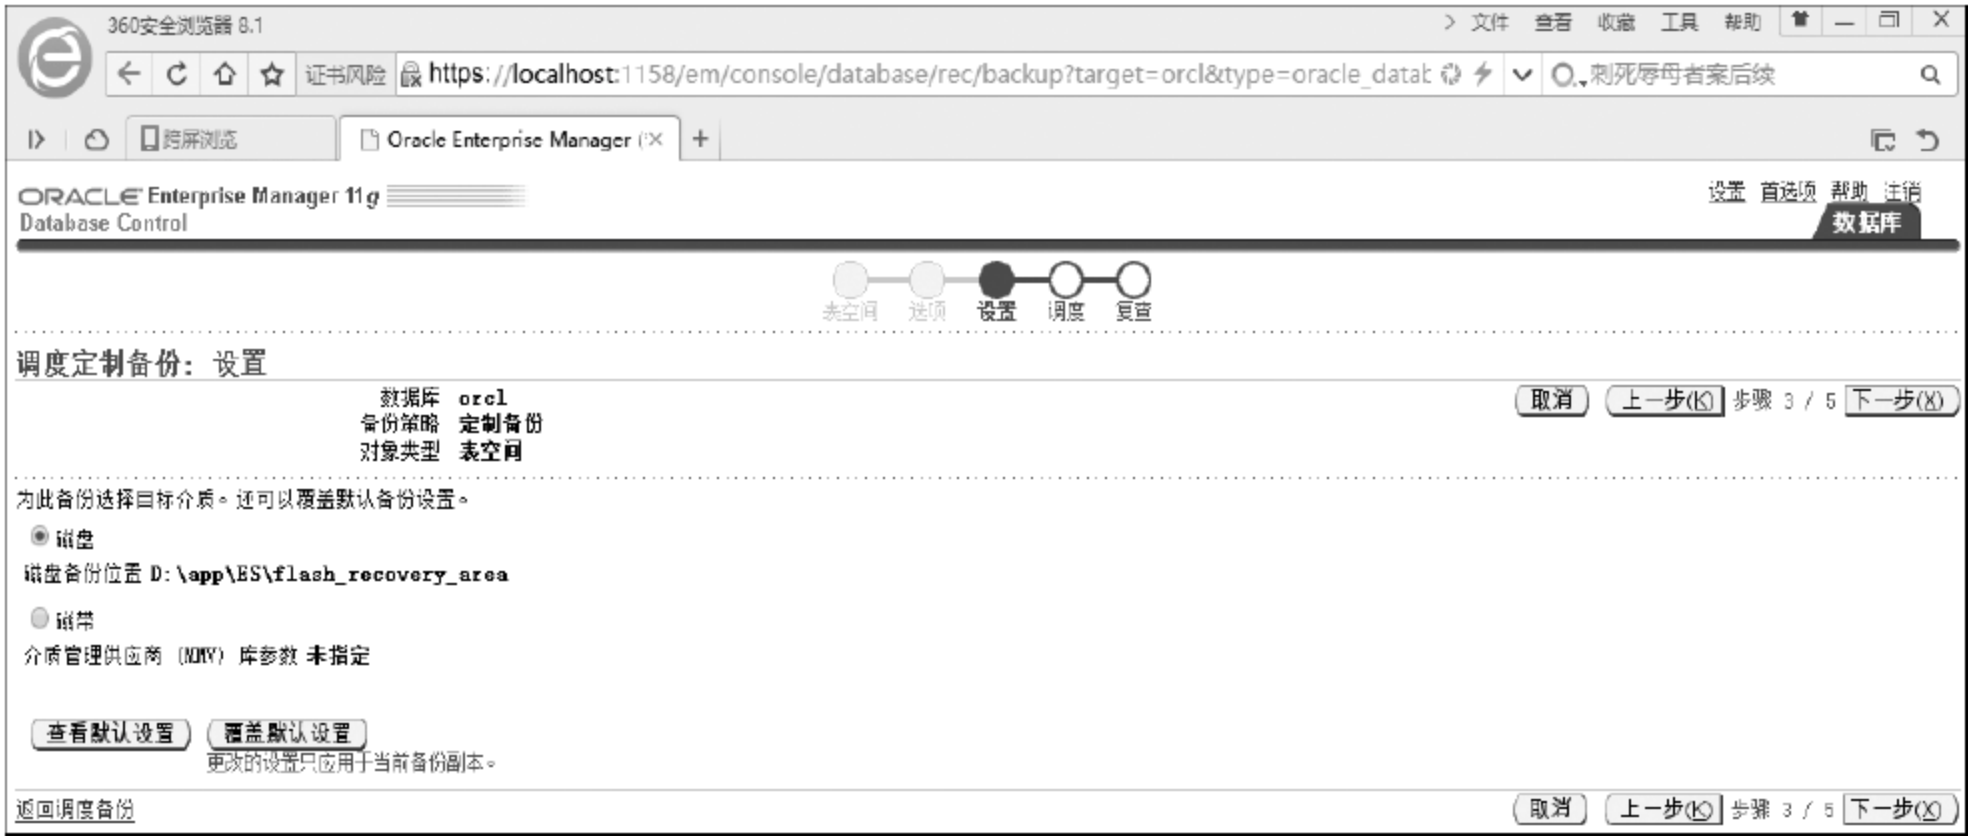 360安全浏览器 8.1
文件 查看 收藏 工具 帮助
证书风险 https://localhost:1158/em/console/database/rec/backup?target=orcl&type=oracle_datab 刺死辱母者案后续
跨屏浏览 Oracle Enterprise Manager (
ORACLE Enterprise Manager 11g
Database Control
设置 首选项 帮助 注销
数据库
表空间 选项 设置 调度 复查
调度定制备份: 设置
数据库 orcl
备份策略 定制备份
对象类型 表空间
取消 上一步(K) 步骤 3 / 5 下一步(X)
为此备份选择目标介质。还可以覆盖默认备份设置。
磁盘
磁盘备份位置 D:\app\ES\flash_recovery_area
磁带
介质管理供应商 (MMV) 库参数 未指定
查看默认设置 覆盖默认设置
更改的设置只应用于当前备份副本。
返回调度备份
取消 上一步(K) 步骤 3 / 5 下一步(X)